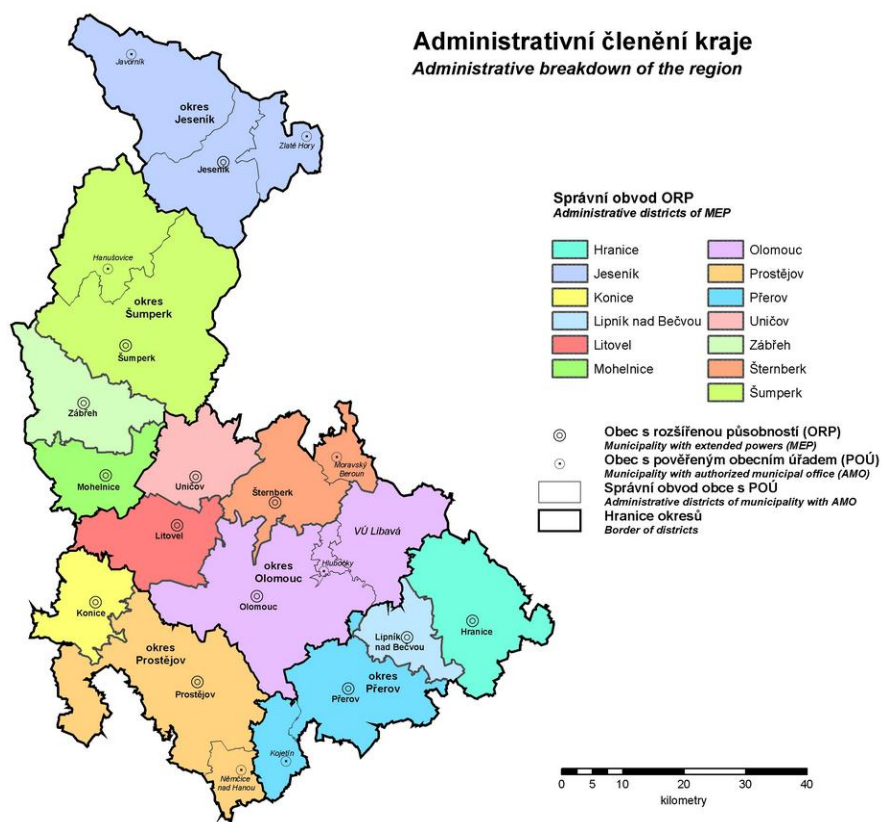 Administrativní členění kraje
Administrative breakdown of the region
Javorník
okres
Jeseník
Zlaté Hory
Jeseník
Hanušovice
okres
Šumperk
Šumperk
Zábřeh
Mohelnice
Uničov
Šternberk
Moravský
Beroun
Litovel
VÚ Libavá
okres
Olomouc
Hlubočky
Olomouc
Konice
Hranice
Lipník
nad Bečvou
okres
Prostějov
Prostějov
okres
Přerov
Přerov
Kojetín
Němčice
nad Hanou
Správní obvod ORP
Administrative districts of MEP
Hranice
Jeseník
Konice
Lipník nad Bečvou
Litovel
Mohelnice
Olomouc
Prostějov
Přerov
Uničov
Zábřeh
Šternberk
Šumperk
Obec s rozšířenou působností (ORP)
Municipality with extended powers (MEP)
Obec s pověřeným obecním úřadem (POÚ)
Municipality with authorized municipal office (AMO)
Správní obvod obce s POÚ
Administrative districts of municipality with AMO
Hranice okresů
Border of districts
0 5 10 20 30 40
kilometry